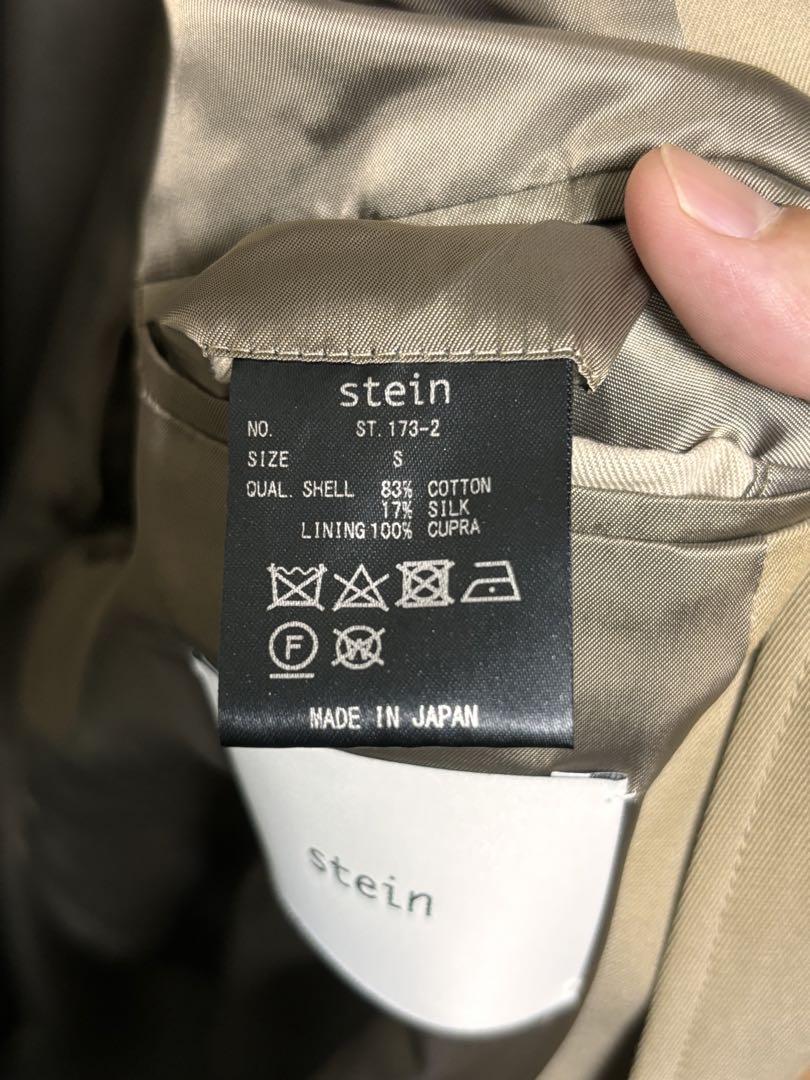 stein
NO. ST.173-2
SIZE S
QUAL. SHELL 83% COTTON
17% SILK
LINING 100% CUPRA
F
W
MADE IN JAPAN
stein